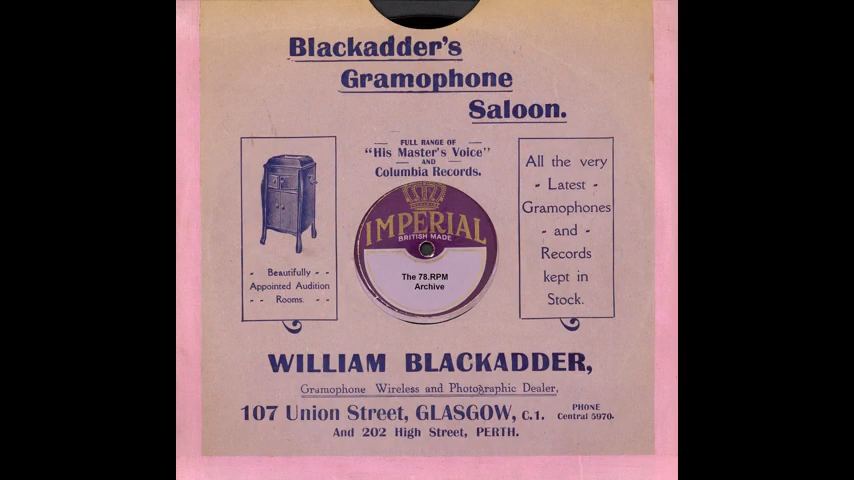 Blackadder's
Gramophone
Saloon.
FULL RANGE OF
"His Master's Voice"
AND
Columbia Records.
- Beautifully - -
Appointed Audition
- - Rooms. - -
IMPERIAL
BRITISH MADE
The 78.RPM
Archive
All the very
- Latest -
Gramophones
- and -
Records
kept in
Stock.
WILLIAM BLACKADDER,
Gramophone Wireless and Photographic Dealer,
107 Union Street, GLASGOW, C.1.
PHONE
Central 5970.
And 202 High Street, PERTH.